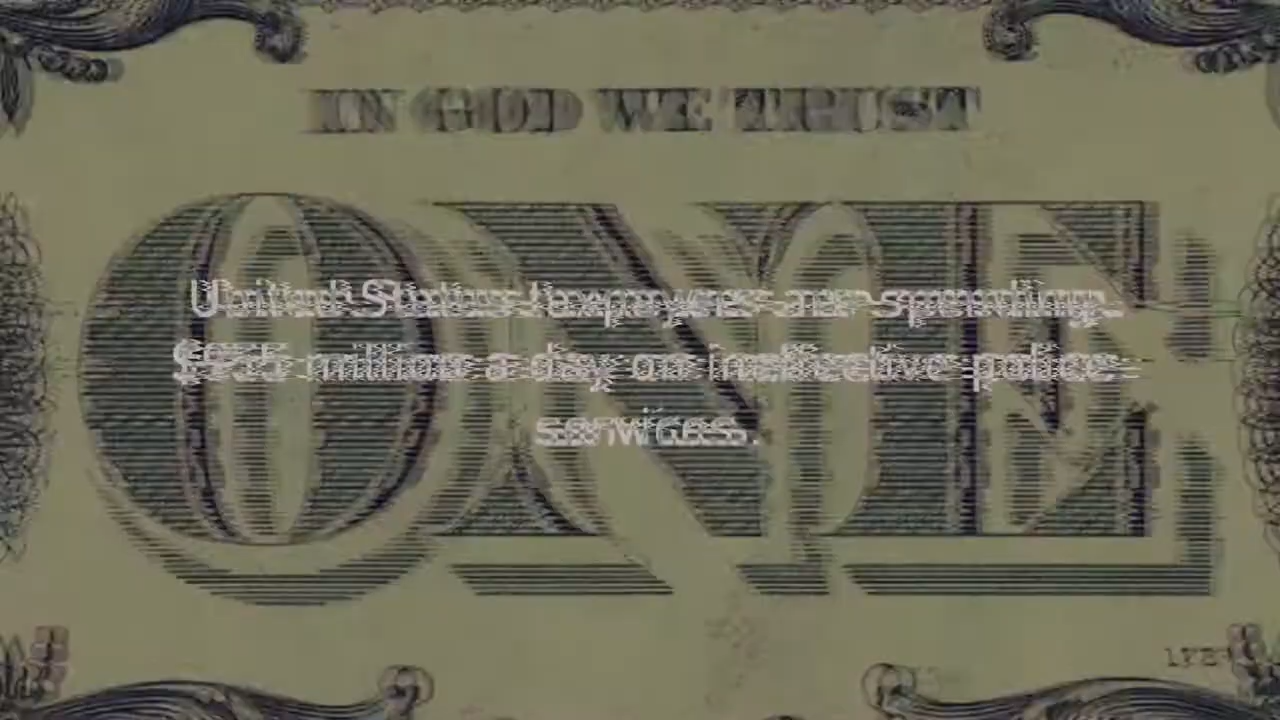 IN GOD WE TRUST
ONE
United States taxpayers are spending
million a day on ineffective police
services.